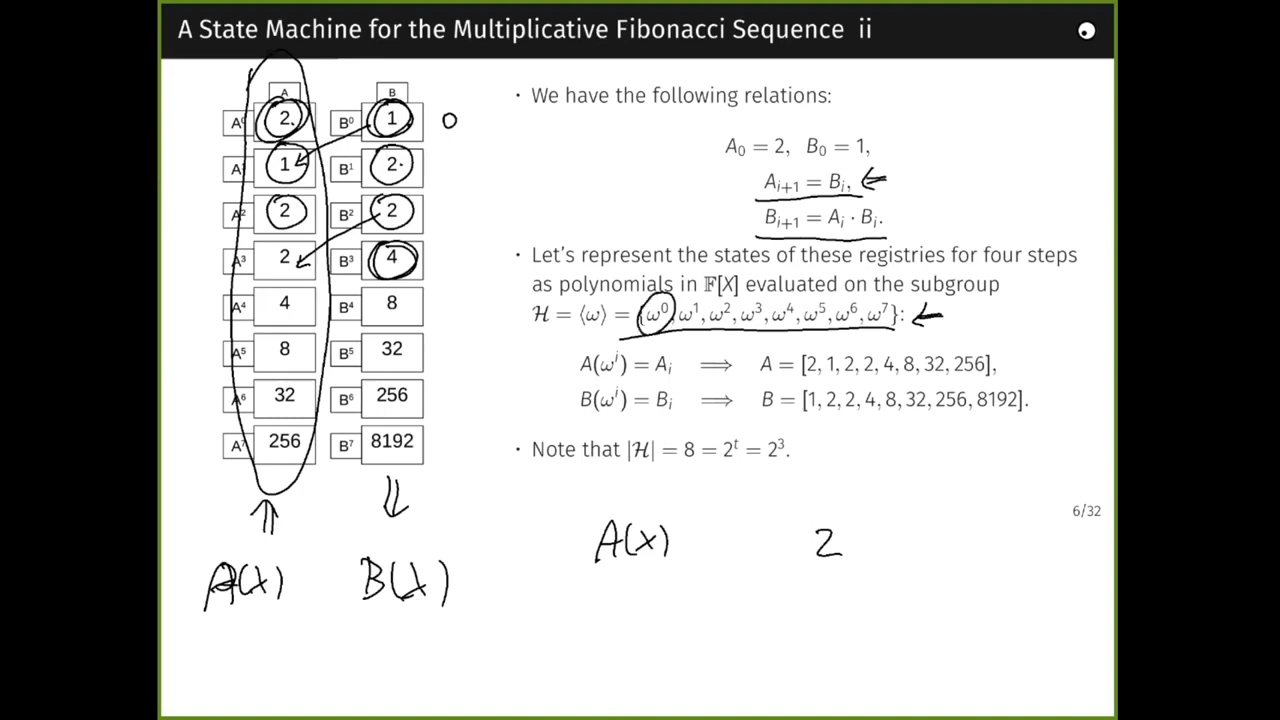 A State Machine for the Multiplicative Fibonacci Sequence ii
A B
A⁰ 2 B⁰ 1 0
A¹ 1 B¹ 2
A² 2 B² 2
A³ 2 B³ 4
A⁴ 4 B⁴ 8
A⁵ 8 B⁵ 32
A⁶ 32 B⁶ 256
A⁷ 256 B⁷ 8192
A(x) B(x)
· We have the following relations:
A₀ = 2, B₀ = 1,
Aᵢ₊₁ = Bᵢ,
Bᵢ₊₁ = Aᵢ · Bᵢ.
· Let's represent the states of these registries for four steps
as polynomials in 𝔽[X] evaluated on the subgroup
ℋ = ⟨ω⟩ = {ω⁰, ω¹, ω², ω³, ω⁴, ω⁵, ω⁶, ω⁷}:
A(ωⁱ) = Aᵢ ⟹ A = [2, 1, 2, 2, 4, 8, 32, 256],
B(ωⁱ) = Bᵢ ⟹ B = [1, 2, 2, 4, 8, 32, 256, 8192].
· Note that |ℋ| = 8 = 2ᵗ = 2³.
6/32
A(x) 2